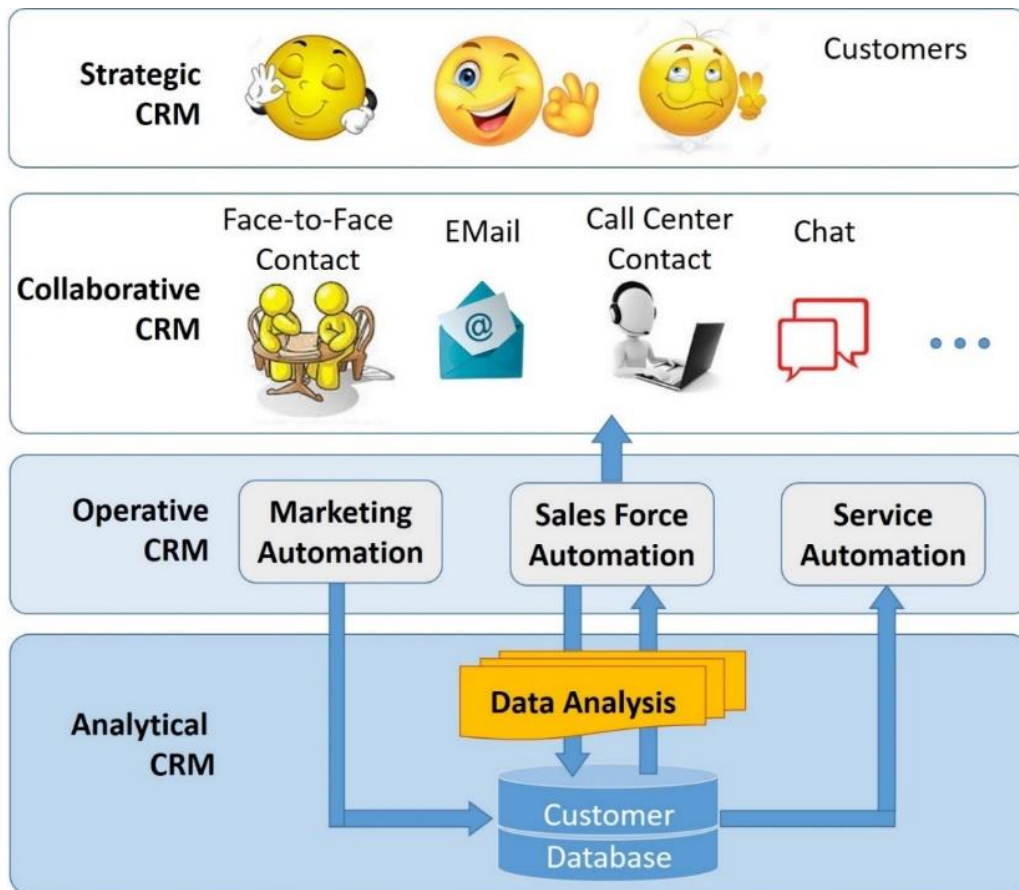 Strategic
CRM
Customers
Face-to-Face
Contact
EMail
Call Center
Contact
Chat
Collaborative
CRM
@
...
Operative
CRM
Marketing
Automation
Sales Force
Automation
Service
Automation
Analytical
CRM
Data Analysis
Customer
Database